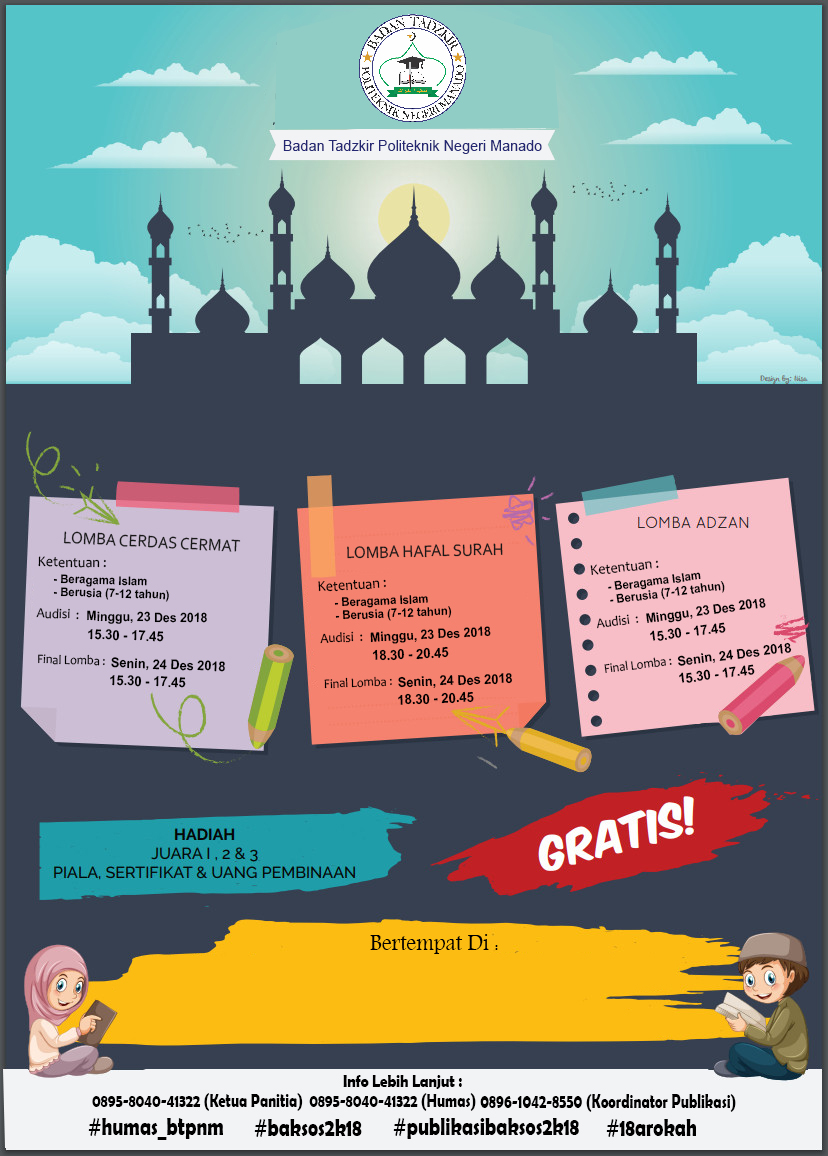 BADAN TADZKIR
POLITEKNIK NEGERI MANADO
Badan Tadzkir Politeknik Negeri Manado
Design By: Nisa
LOMBA CERDAS CERMAT
Ketentuan :
- Beragama Islam
- Berusia (7-12 tahun)
Audisi : Minggu, 23 Des 2018
15.30 - 17.45
Final Lomba : Senin, 24 Des 2018
15.30 - 17.45
LOMBA HAFAL SURAH
Ketentuan :
- Beragama Islam
- Berusia (7-12 tahun)
Audisi : Minggu, 23 Des 2018
18.30 - 20.45
Final Lomba : Senin, 24 Des 2018
18.30 - 20.45
LOMBA ADZAN
Ketentuan :
- Beragama Islam
- Berusia (7-12 tahun)
Audisi : Minggu, 23 Des 2018
15.30 - 17.45
Final Lomba : Senin, 24 Des 2018
15.30 - 17.45
HADIAH
JUARA I , 2 & 3
PIALA, SERTIFIKAT & UANG PEMBINAAN
GRATIS!
Bertempat Di :
Info Lebih Lanjut :
0895-8040-41322 (Ketua Panitia) 0895-8040-41322 (Humas) 0896-1042-8550 (Koordinator Publikasi)
#humas_btpnm #baksos2k18 #publikasibaksos2k18 #18arokah